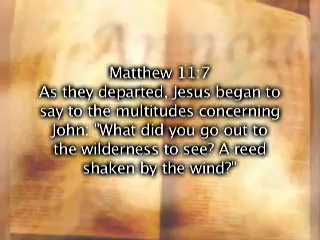 Matthew 11:7
As they departed, Jesus began to
say to the multitudes concerning
John. "What did you go out to
the wilderness to see? A reed
shaken by the wind?"